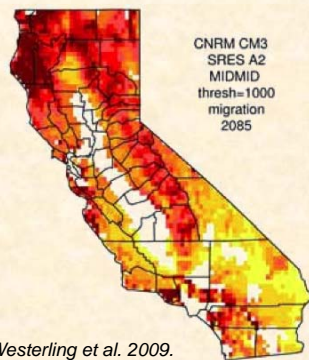 CNRM CM3
SRES A2
MIDMID
thresh=1000
migration
2085
Westerling et al. 2009.